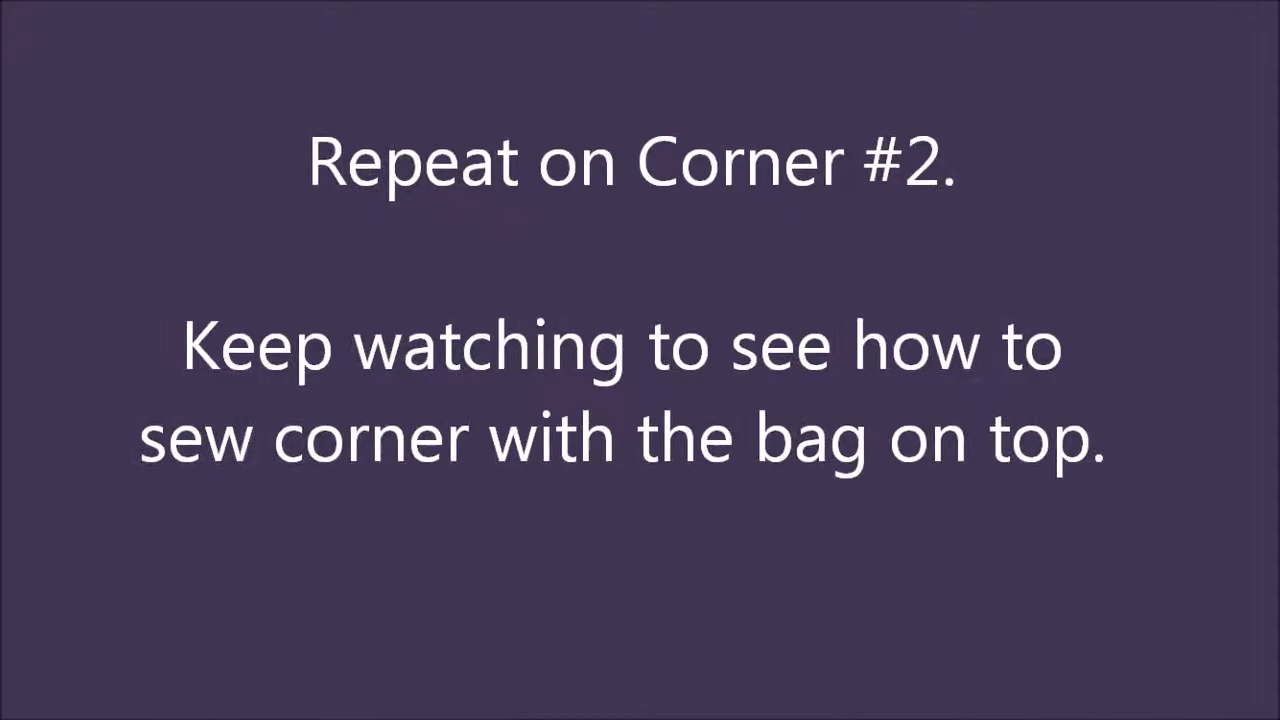 Repeat on Corner #2.
Keep watching to see how to
sew corner with the bag on top.